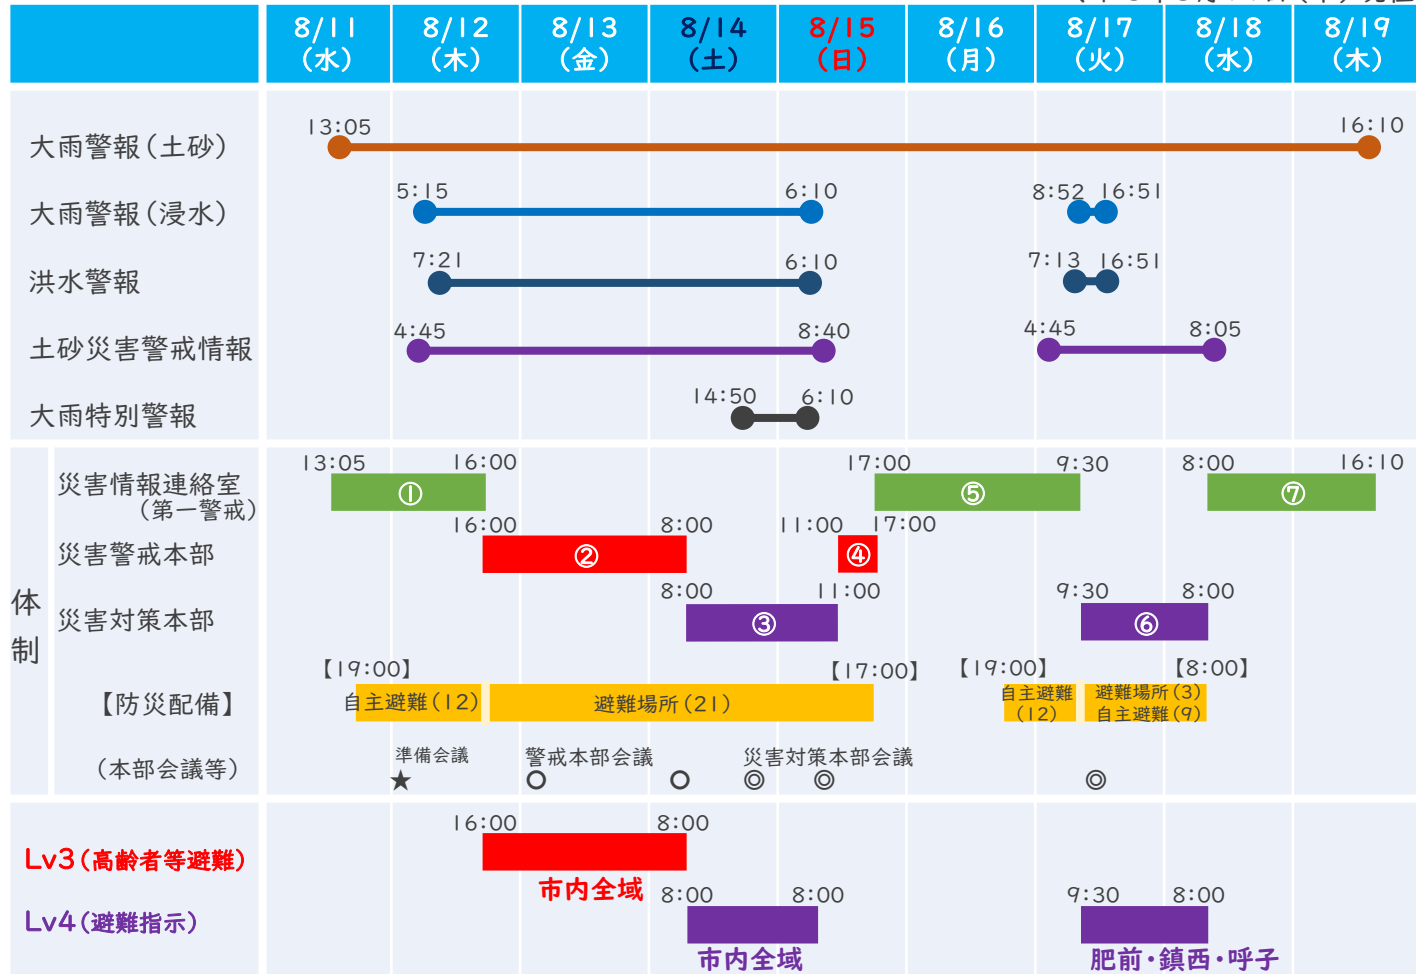 8/11 8/12 8/13 8/14 8/15 8/16 8/17 8/18 8/19
(水) (木) (金) (土) (日) (月) (火) (水) (木)
13:05 16:10
大雨警報(土砂)
5:15 6:10 8:52 16:51
大雨警報(浸水)
7:21 6:10 7:13 16:51
洪水警報
4:45 8:40 4:45 8:05
土砂災害警戒情報
14:50 6:10
大雨特別警報
体制
13:05 16:00 17:00 9:30 8:00 16:10
災害情報連絡室 ① ⑤ ⑦
(第一警戒)
16:00 8:00 11:00 17:00
災害警戒本部 ② ④
8:00 11:00 9:30 8:00
災害対策本部 ③ ⑥
【19:00】 【17:00】 【19:00】 【8:00】
【防災配備】 自主避難(12) 避難場所(21) 自主避難 避難場所(3)
(12) 自主避難(9)
準備会議 警戒本部会議 災害対策本部会議
(本部会議等) ★ ○ ○ ◎ ◎ ◎
16:00 8:00
Lv3(高齢者等避難)
市内全域
8:00 8:00 9:30 8:00
Lv4(避難指示)
市内全域 肥前・鎮西・呼子